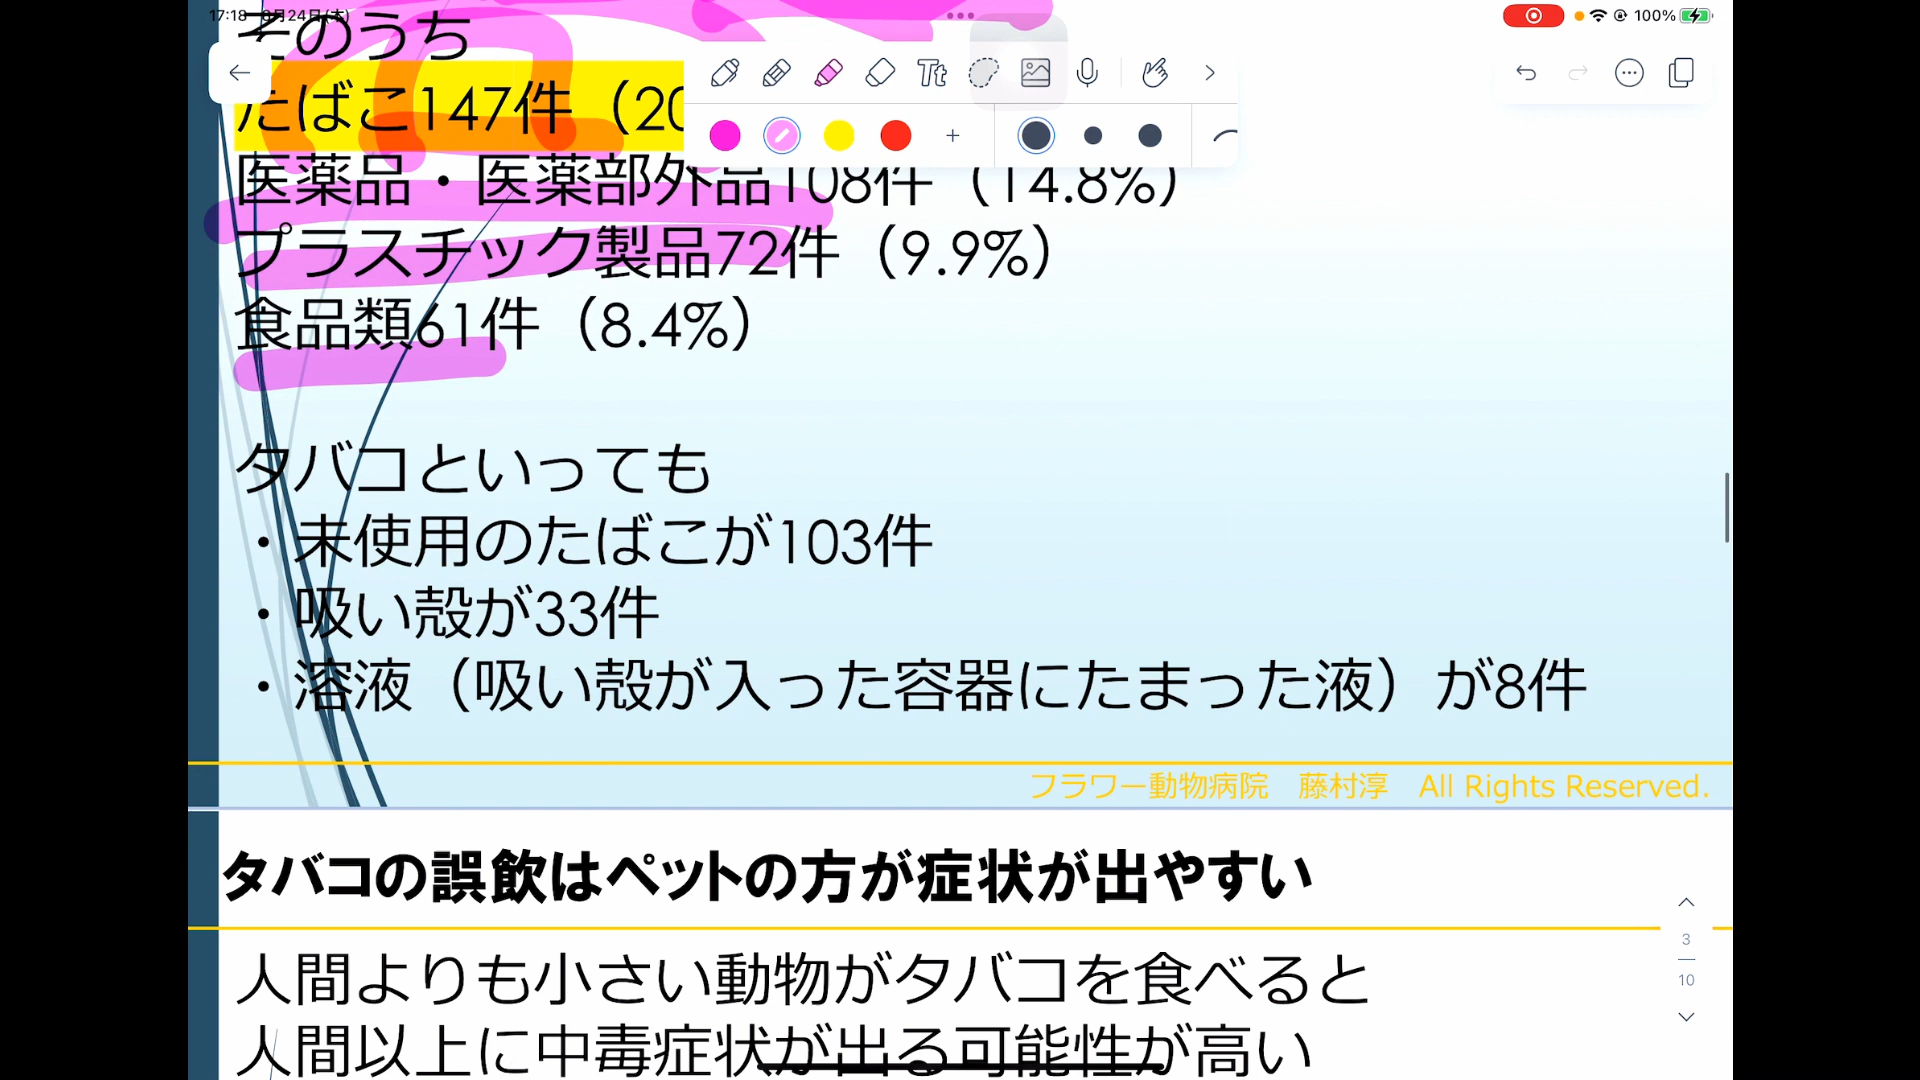 17:18 9月24日(木)
100%
そのうち
たばこ147件（20
医薬品・医薬部外品108件（14.8%）
プラスチック製品72件（9.9%）
食品類61件（8.4%）
タバコといっても
・未使用のたばこが103件
・吸い殻が33件
・溶液（吸い殻が入った容器にたまった液）が8件
フラワー動物病院　藤村淳　All Rights Reserved.
タバコの誤飲はペットの方が症状が出やすい
人間よりも小さい動物がタバコを食べると
人間以上に中毒症状が出る可能性が高い
Tt
3
10